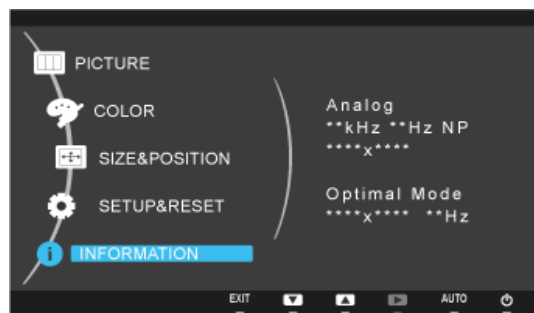 PICTURE
COLOR
SIZE&POSITION
SETUP&RESET
INFORMATION
Analog
**kHz **Hz NP
****x****
Optimal Mode
****x**** **Hz
EXIT
AUTO